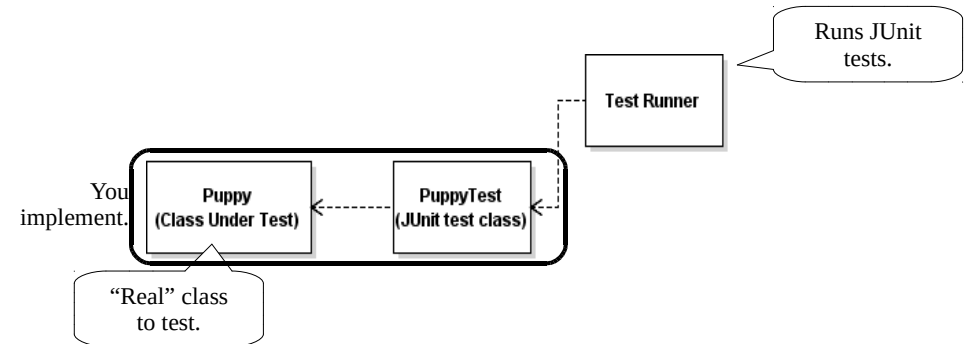 Runs JUnit
tests.
Test Runner
You
implement.
Puppy
(Class Under Test)
PuppyTest
(JUnit test class)
“Real” class
to test.